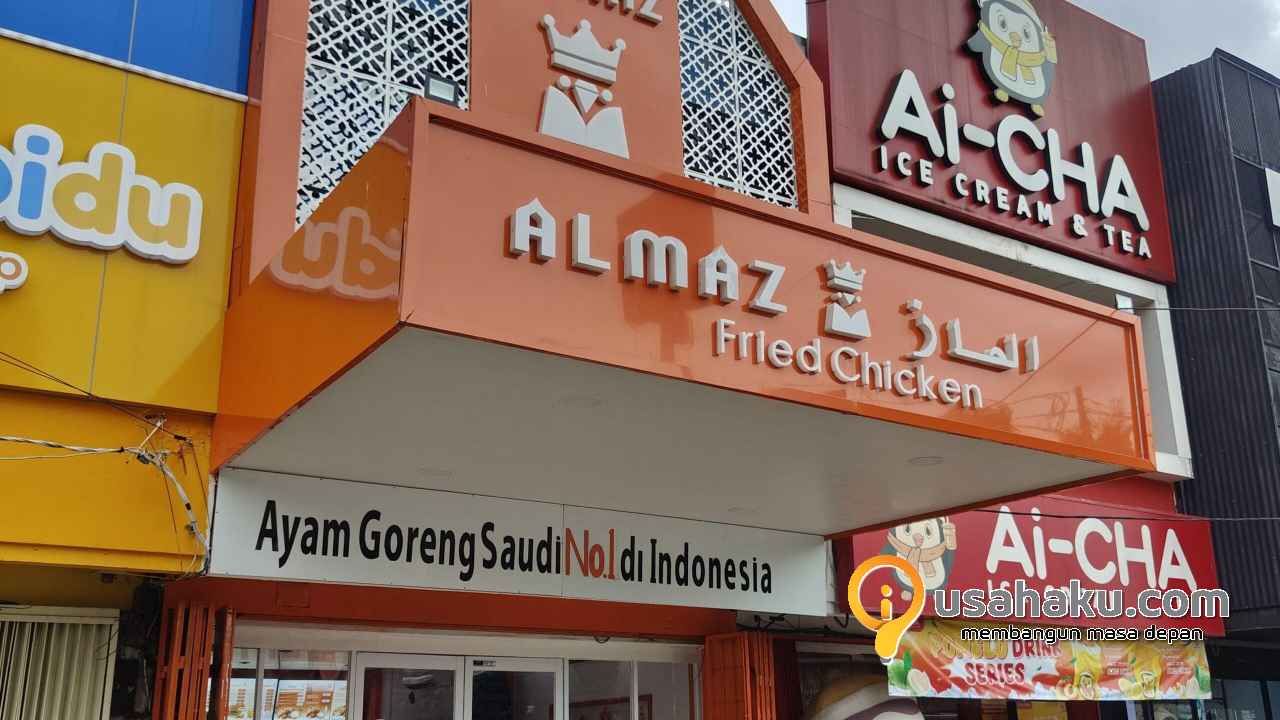 idu
ALMAZ
Fried Chicken
الماز
Ai-CHA
ICE CREAM & TEA
Ayam Goreng Saudi No.1 di Indonesia
Ai-CHA
usahaku.com
membangun masa depan
DRINK
SERIES